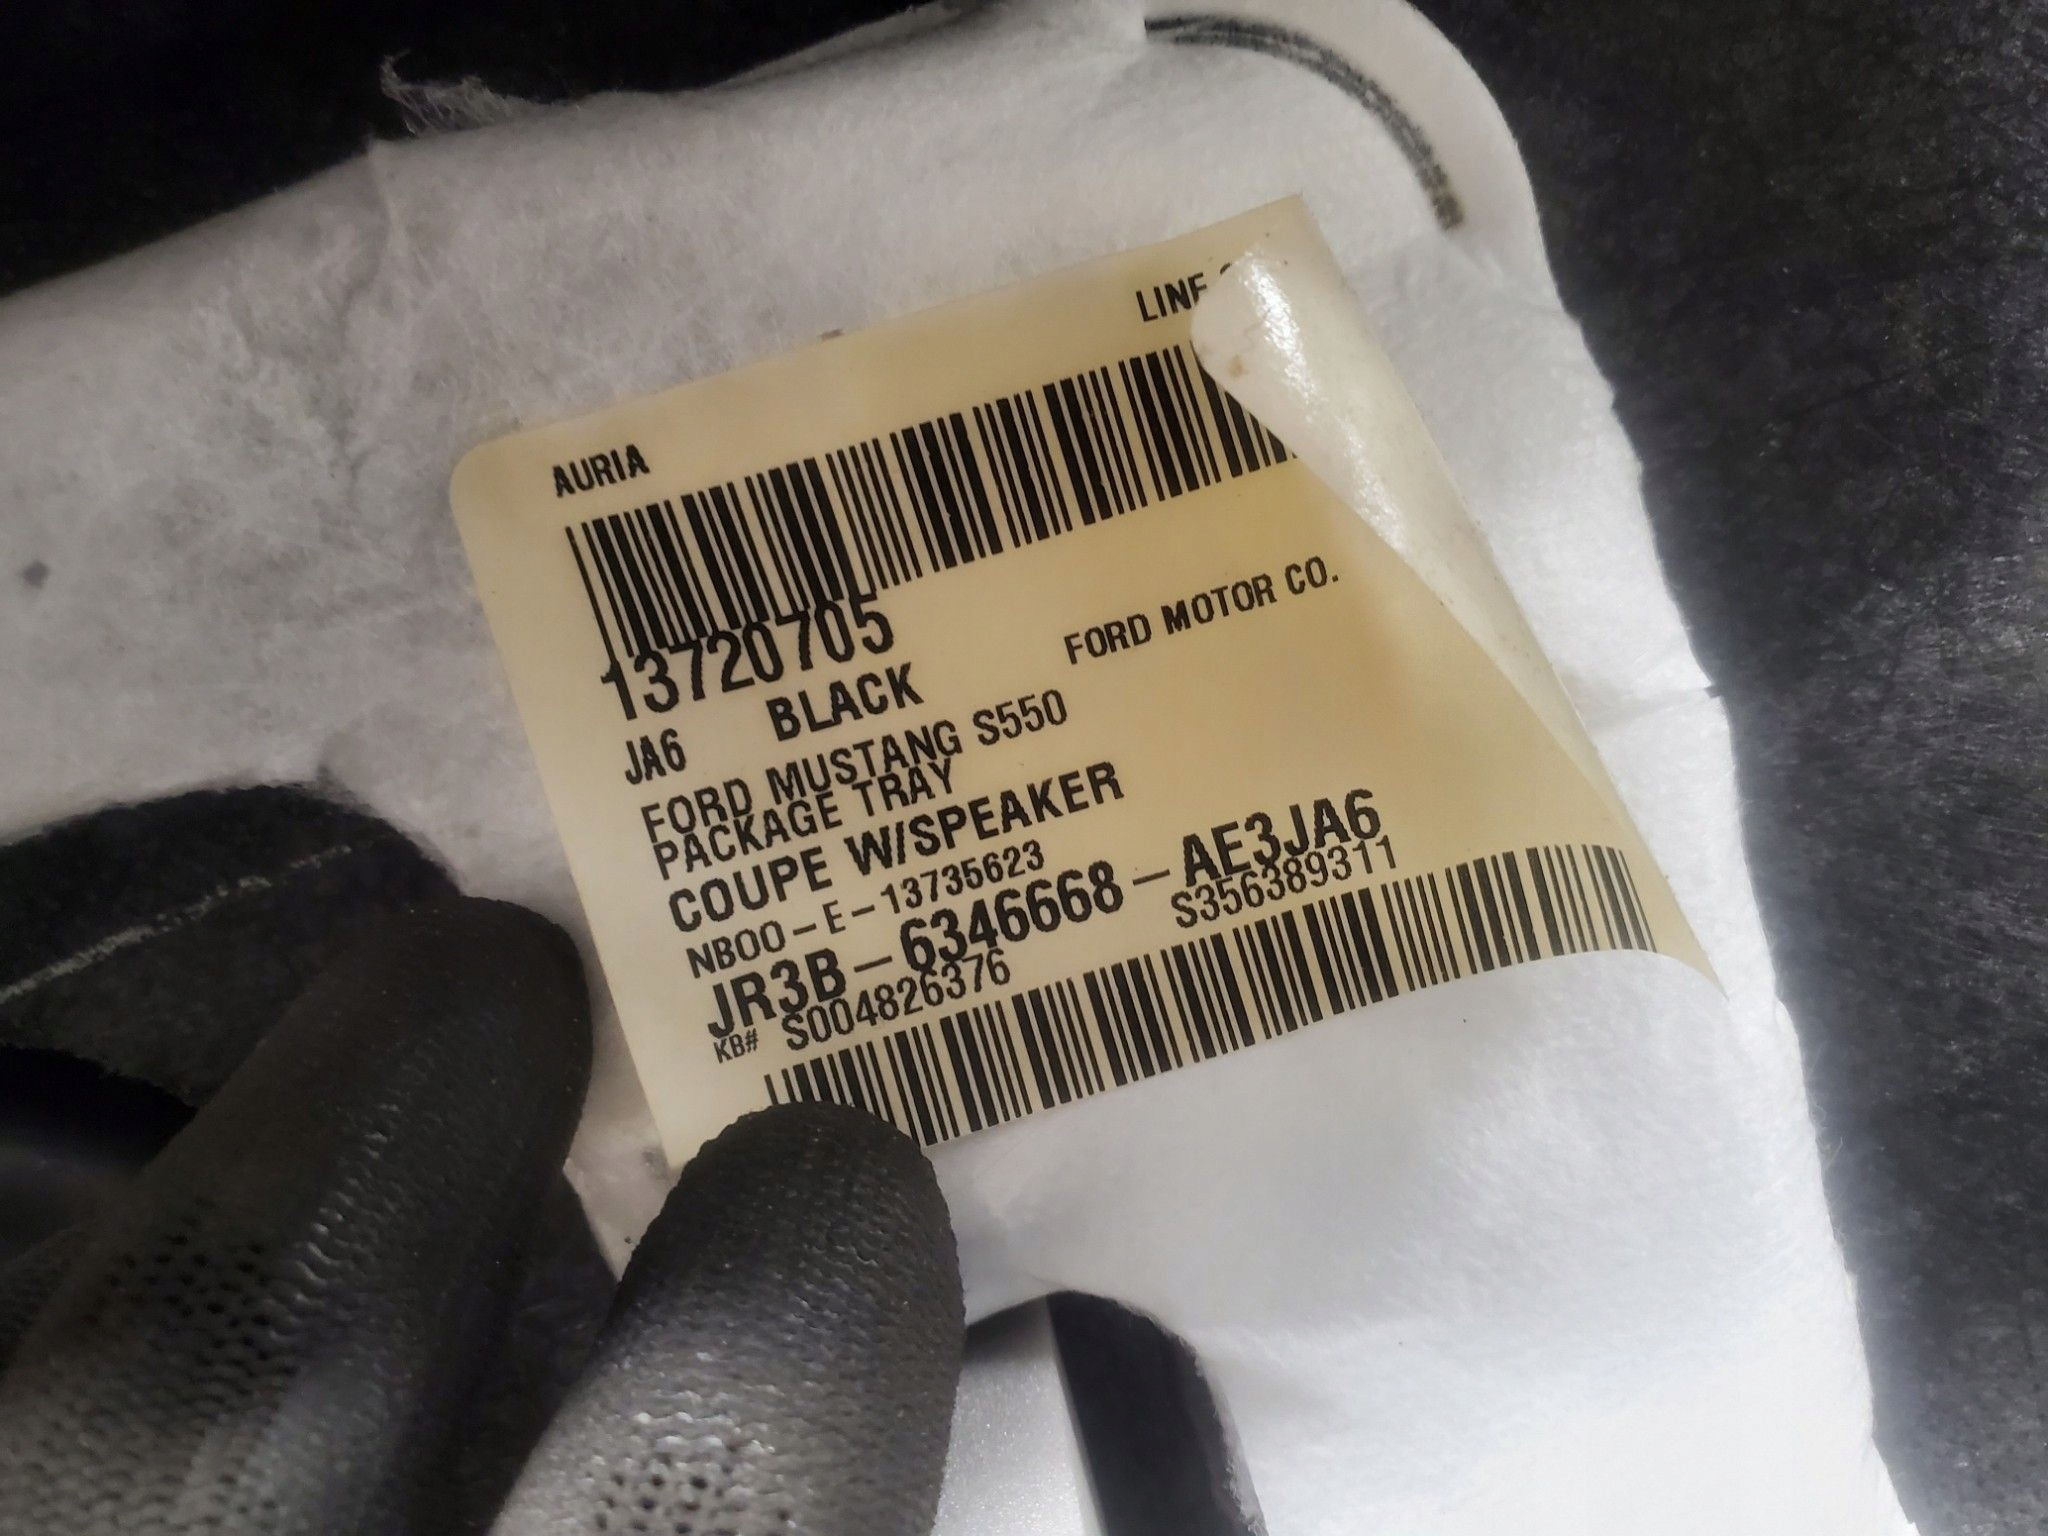 AURIA
LINE
13720705
JA6 BLACK
FORD MOTOR CO.
FORD MUSTANG S550
PACKAGE TRAY
COUPE W/SPEAKER
NB00-E-13735623
JR3B-6346668-AE3JA6
KB# S004826376 S356389311